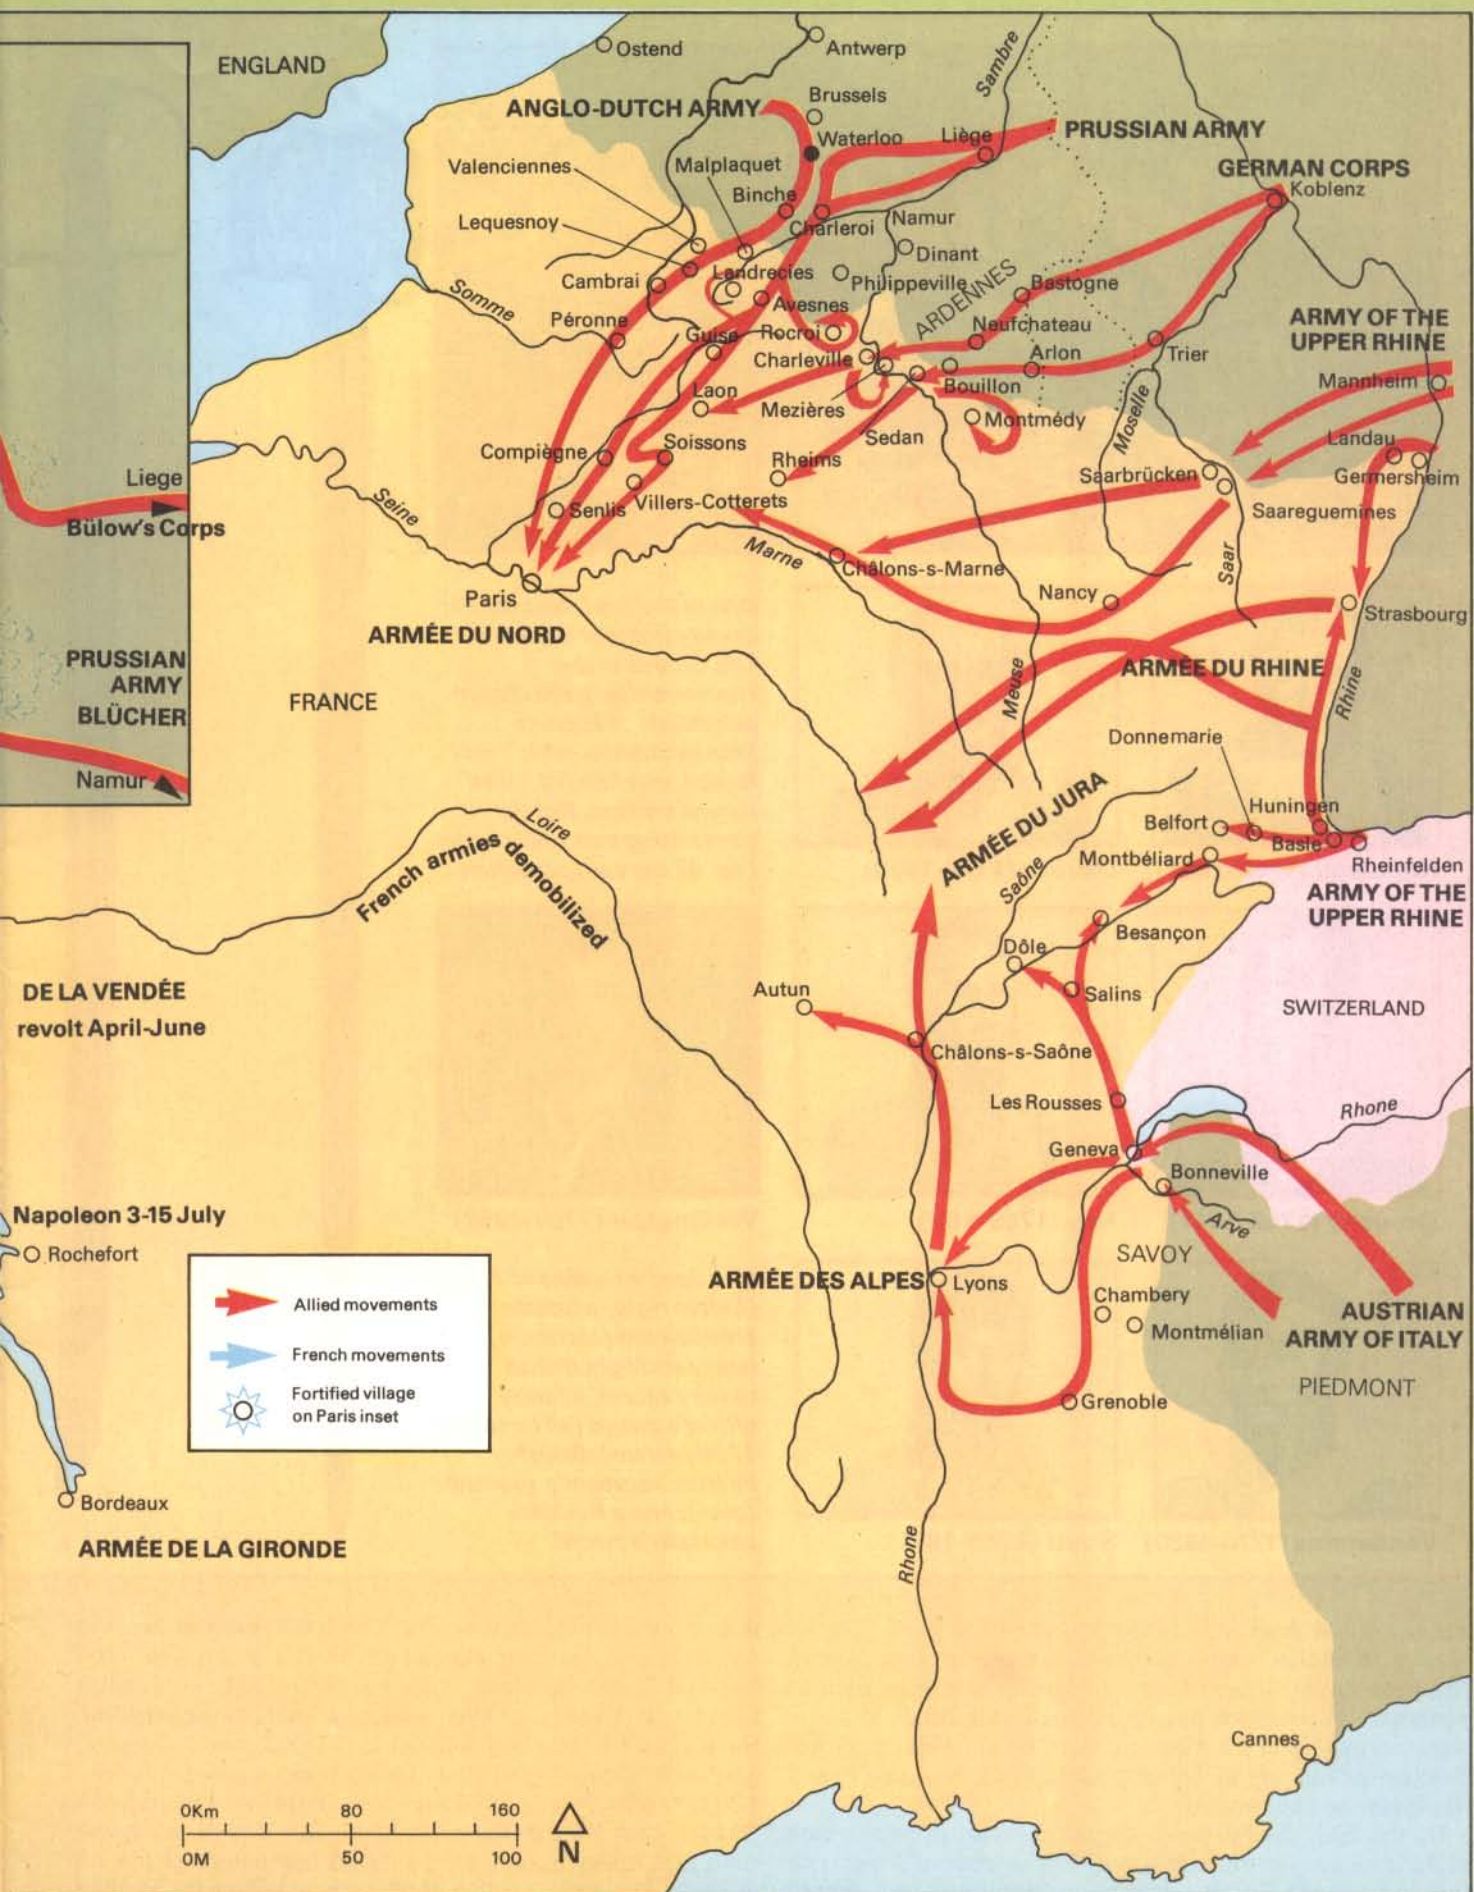 ENGLAND
Ostend
Antwerp
Sambre
ANGLO-DUTCH ARMY
Brussels
Waterloo
Liège
PRUSSIAN ARMY
Valenciennes
Malplaquet
GERMAN CORPS
Koblenz
Binche
Lequesnoy
Charleroi
Namur
Dinant
Cambrai
Landrecies
Philippeville
ARDENNES
Bastogne
Somme
Avesnes
Péronne
Guise
Rocroi
Neufchateau
ARMY OF THE
UPPER RHINE
Charleville
Arlon
Trier
Mannheim
Laon
Mezières
Bouillon
Montmédy
Moselle
Compiègne
Soissons
Sedan
Landau
Rheims
Saarbrücken
Germersheim
Liege
Bülow's Corps
Seine
Senlis
Villers-Cotterets
Saareguemines
Marne
Châlons-s-Marne
Saar
Paris
Nancy
Strasbourg
ARMÉE DU NORD
PRUSSIAN
ARMY
BLÜCHER
FRANCE
ARMÉE DU RHINE
Meuse
Rhine
Donnemarie
Namur
Loire
French armies demobilized
ARMÉE DU JURA
Huningen
Belfort
Basle
Montbéliard
Rheinfelden
Saône
ARMY OF THE
UPPER RHINE
Besançon
Dôle
DE LA VENDÉE
revolt April-June
Autun
Salins
SWITZERLAND
Châlons-s-Saône
Les Rousses
Rhone
Geneva
Bonneville
Napoleon 3-15 July
Rochefort
Arve
SAVOY
ARMÉE DES ALPES
Lyons
Chambery
Montmélian
AUSTRIAN
ARMY OF ITALY
PIEDMONT
Grenoble
Allied movements
French movements
Fortified village
on Paris inset
Bordeaux
ARMÉE DE LA GIRONDE
Rhone
Cannes
0Km 80 160
0M 50 100
N